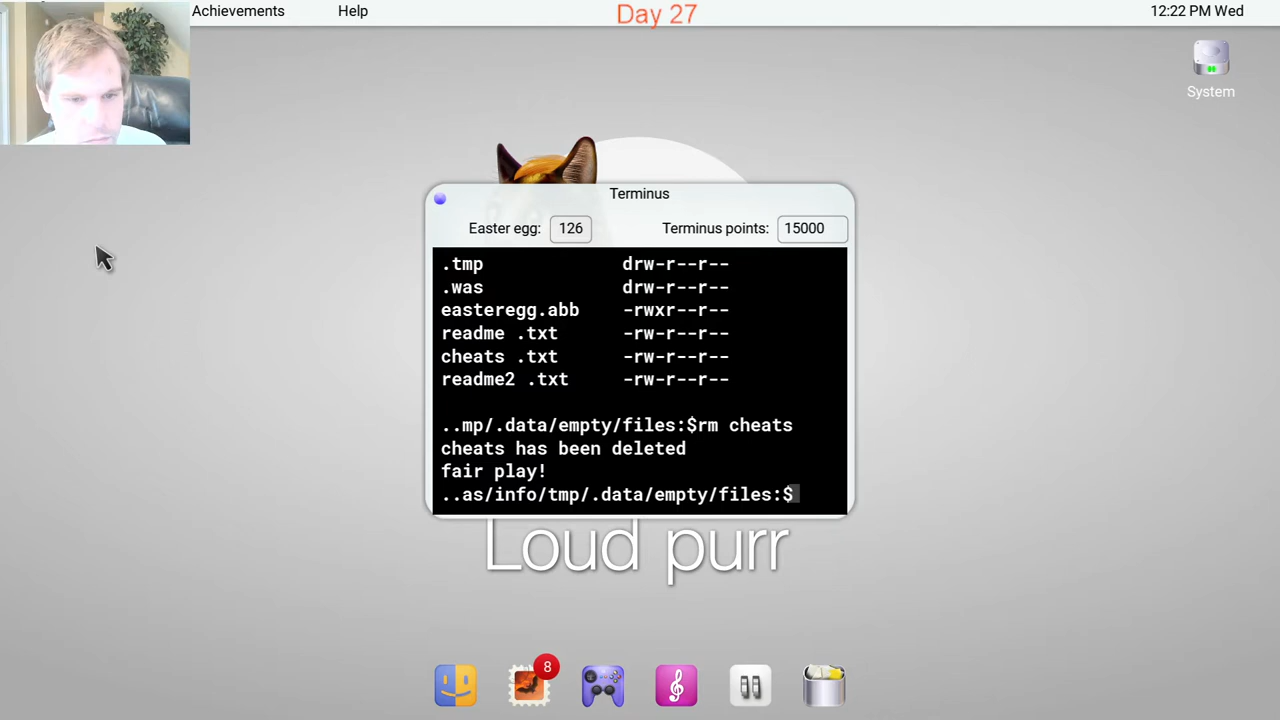 Achievements Help Day 27 12:22 PM Wed
System
Terminus
Easter egg: 126 Terminus points: 15000
.tmp drw-r--r--
.was drw-r--r--
easteregg.abb -rwxr--r--
readme .txt -rw-r--r--
cheats .txt -rw-r--r--
readme2 .txt -rw-r--r--
..mp/.data/empty/files:$rm cheats
cheats has been deleted
fair play!
..as/info/tmp/.data/empty/files:$
Loud purr
8